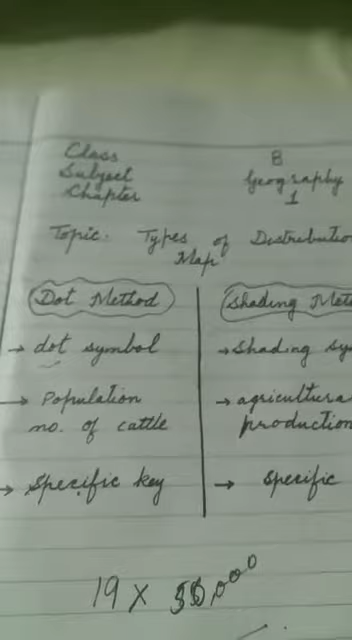 Class 8
Subject Geography
Chapter 1
Topic. Types of Distributio
Map
Dot Method Shading Met
→ dot symbol → Shading sy
→ Population → agricultura
no. of cattle production
→ Specific key → Specific
19 x